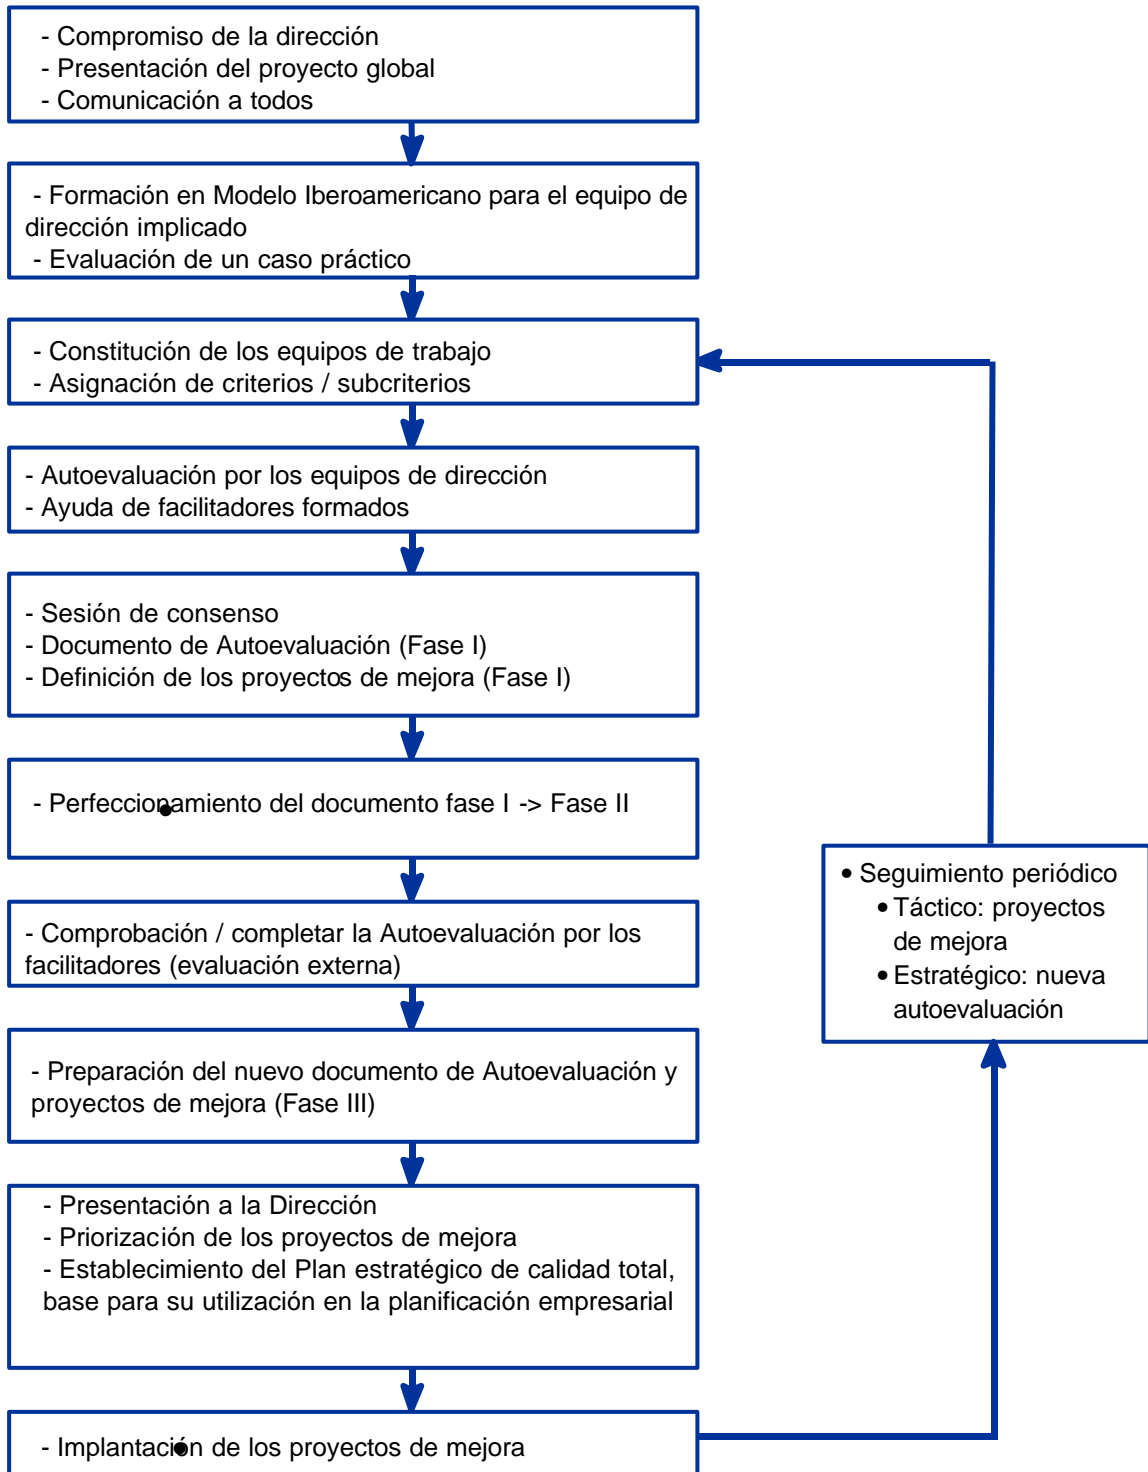 - Compromiso de la dirección
- Presentación del proyecto global
- Comunicación a todos
- Formación en Modelo Iberoamericano para el equipo de
dirección implicado
- Evaluación de un caso práctico
- Constitución de los equipos de trabajo
- Asignación de criterios / subcriterios
- Autoevaluación por los equipos de dirección
- Ayuda de facilitadores formados
- Sesión de consenso
- Documento de Autoevaluación (Fase I)
- Definición de los proyectos de mejora (Fase I)
- Perfeccionamiento del documento fase I -> Fase II
- Comprobación / completar la Autoevaluación por los
facilitadores (evaluación externa)
- Preparación del nuevo documento de Autoevaluación y
proyectos de mejora (Fase III)
- Presentación a la Dirección
- Priorización de los proyectos de mejora
- Establecimiento del Plan estratégico de calidad total,
base para su utilización en la planificación empresarial
- Implantación de los proyectos de mejora
• Seguimiento periódico
• Táctico: proyectos
de mejora
• Estratégico: nueva
autoevaluación